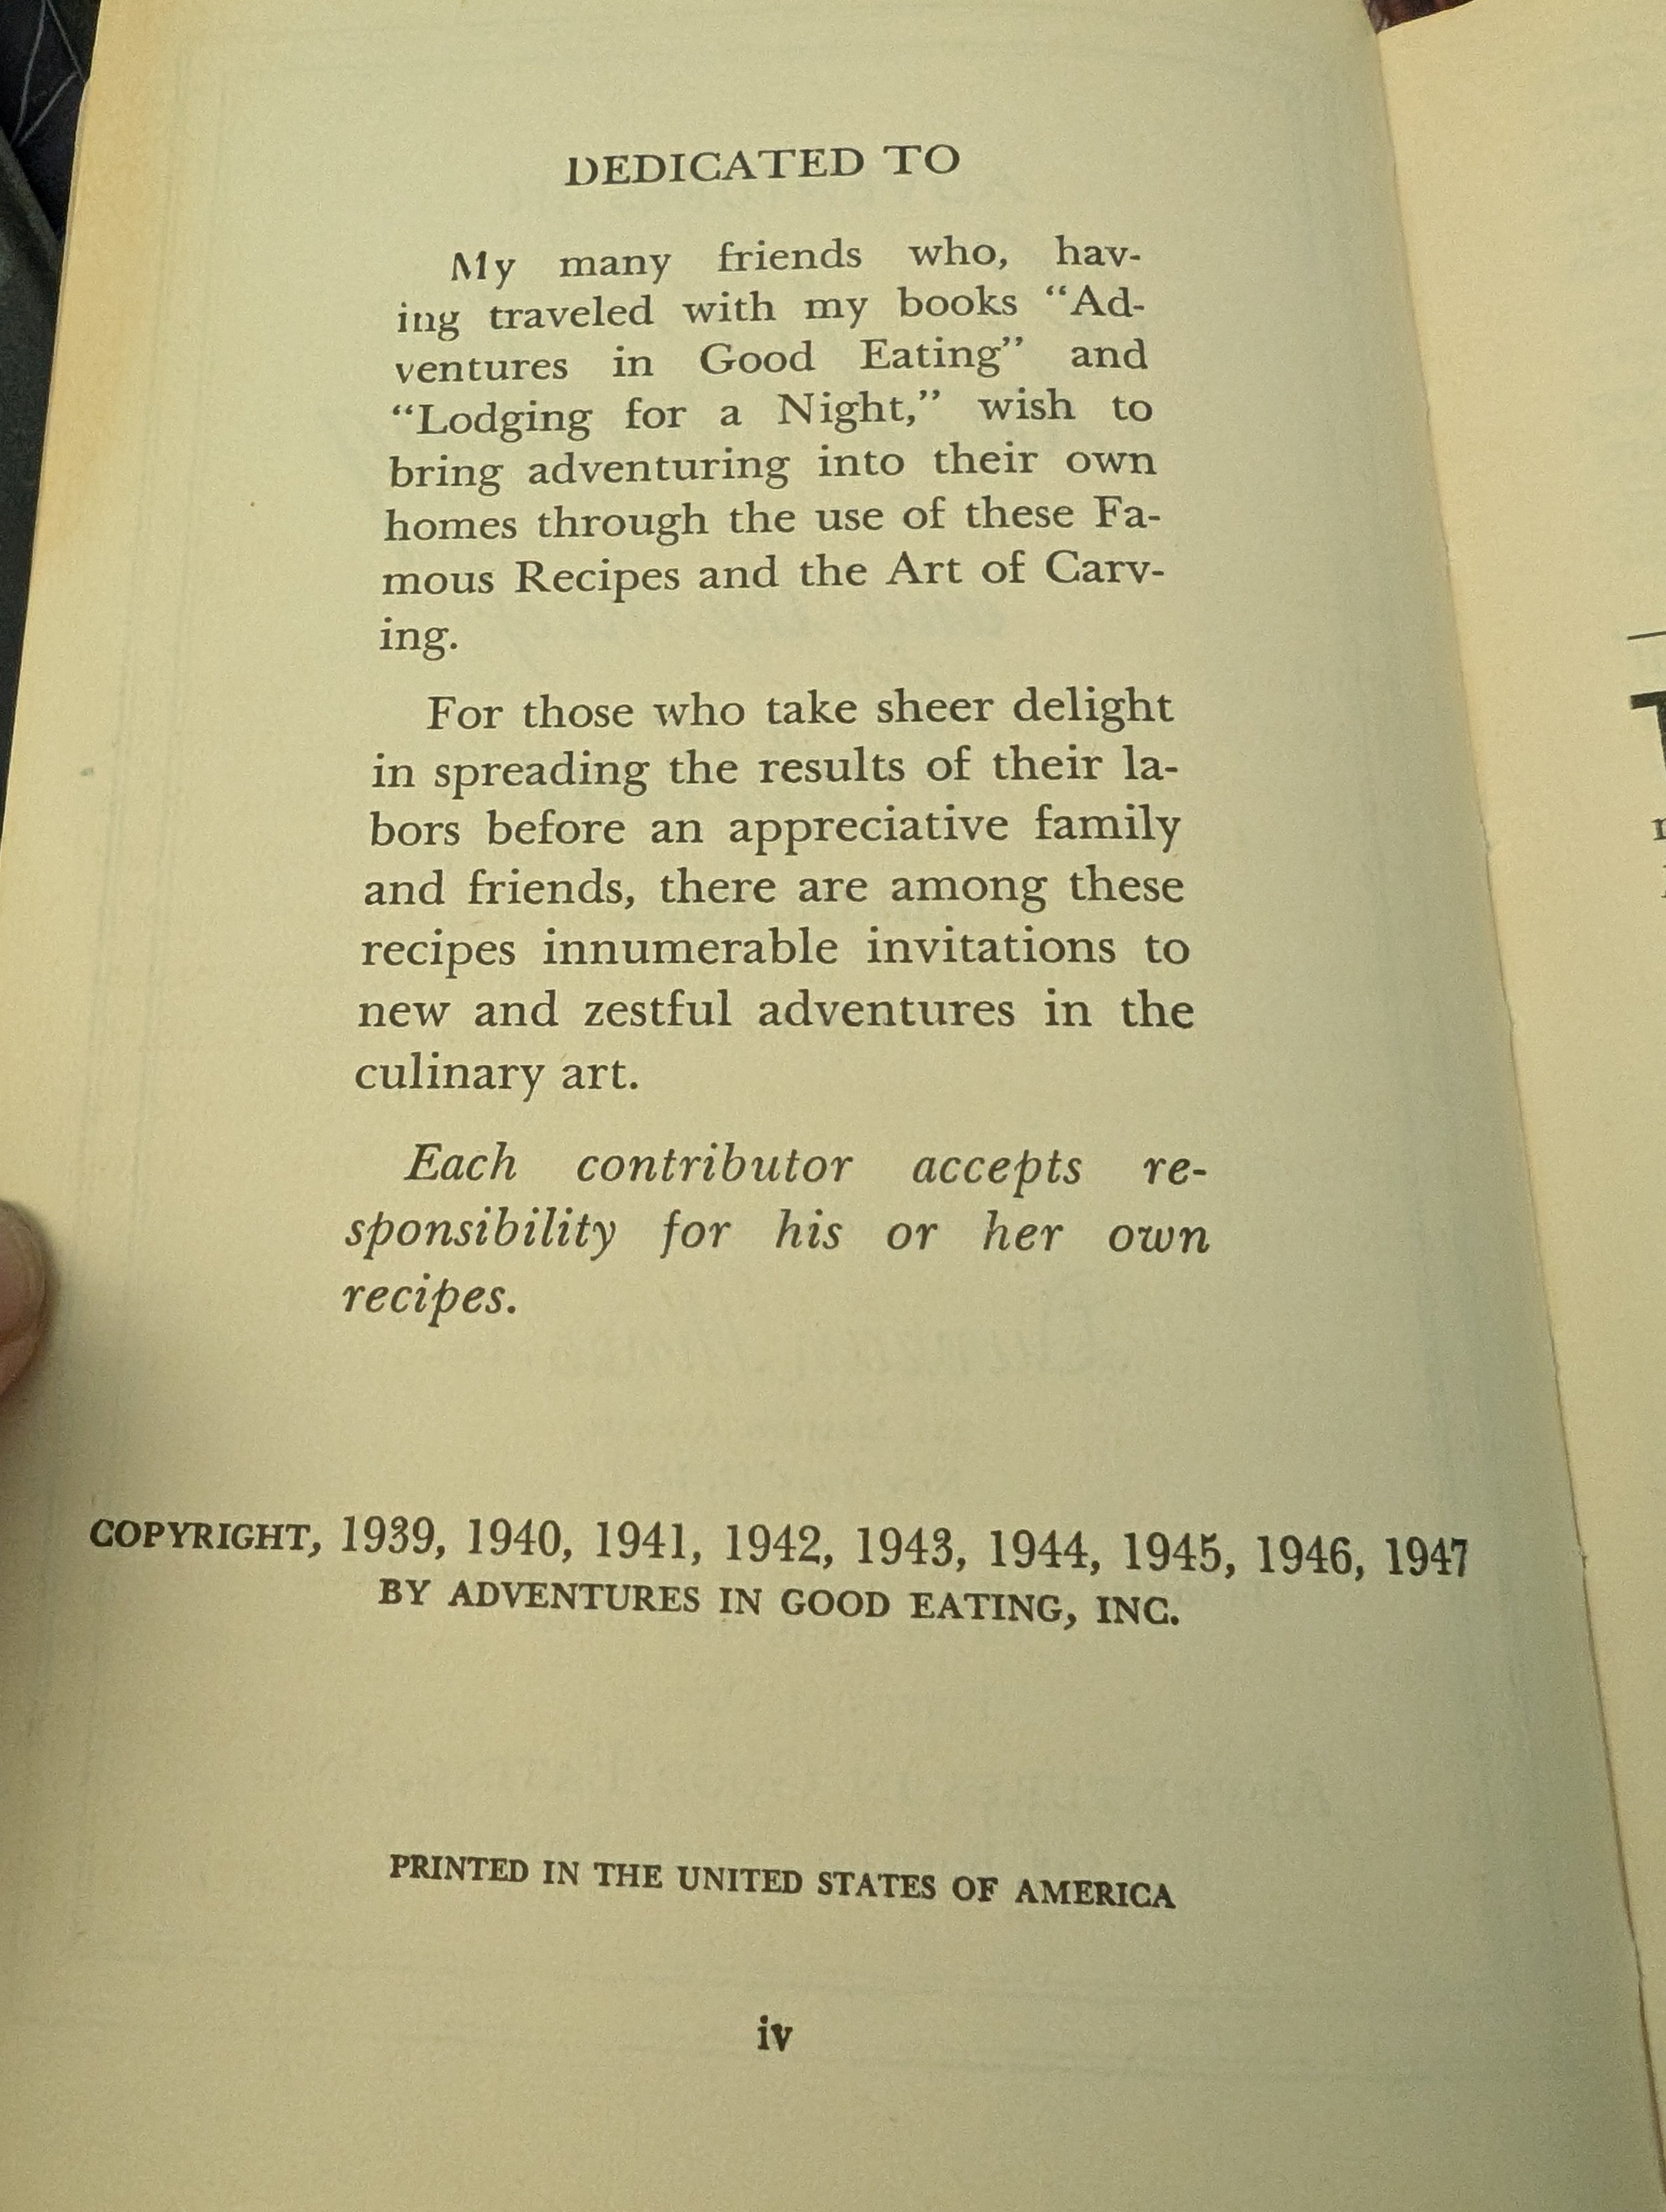 DEDICATED TO
My many friends who, hav-
ing traveled with my books “Ad-
ventures in Good Eating” and
“Lodging for a Night,” wish to
bring adventuring into their own
homes through the use of these Fa-
mous Recipes and the Art of Carv-
ing.
For those who take sheer delight
in spreading the results of their la-
bors before an appreciative family
and friends, there are among these
recipes innumerable invitations to
new and zestful adventures in the
culinary art.
Each contributor accepts re-
sponsibility for his or her own
recipes.
COPYRIGHT, 1939, 1940, 1941, 1942, 1943, 1944, 1945, 1946, 1947
BY ADVENTURES IN GOOD EATING, INC.
PRINTED IN THE UNITED STATES OF AMERICA
iv